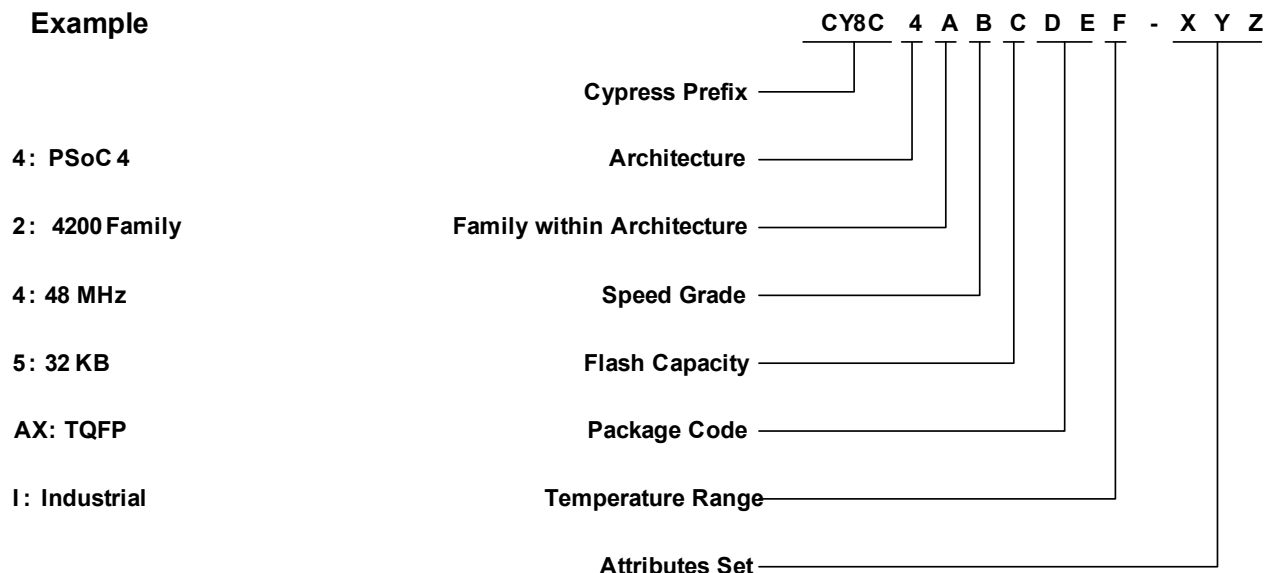 Example CY8C 4 A B C D E F - X Y Z
Cypress Prefix
4: PSoC 4 Architecture
2: 4200 Family Family within Architecture
4: 48 MHz Speed Grade
5: 32 KB Flash Capacity
AX: TQFP Package Code
I: Industrial Temperature Range
Attributes Set